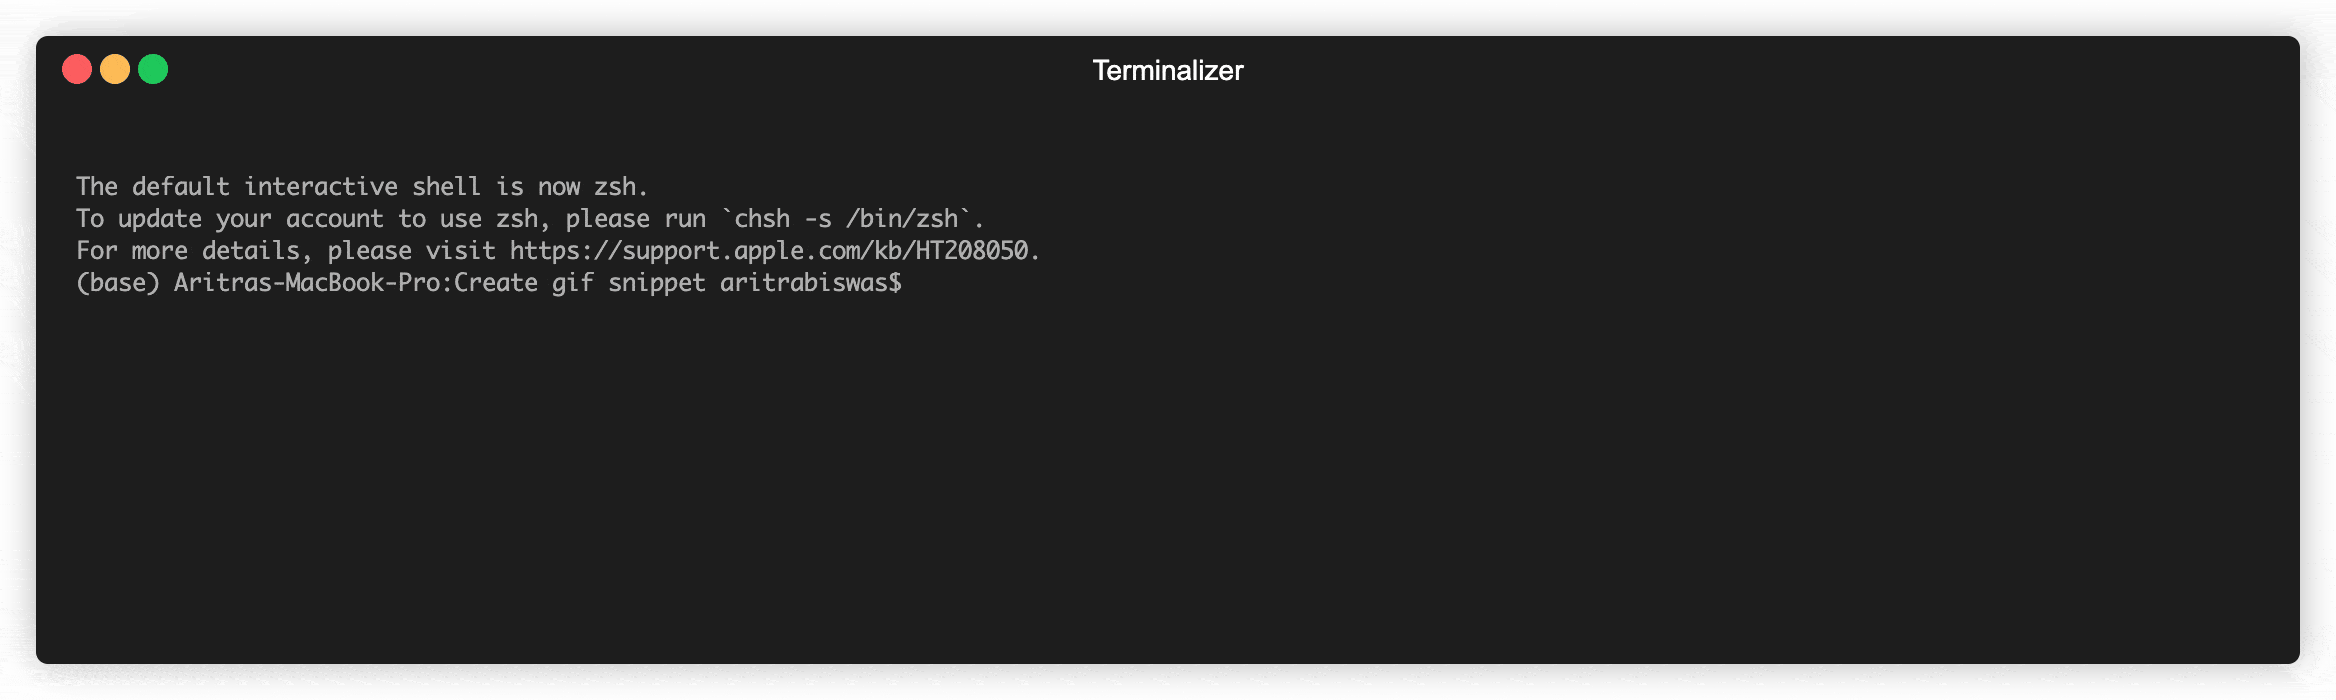 Terminalizer
The default interactive shell is now zsh.
To update your account to use zsh, please run `chsh -s /bin/zsh`.
For more details, please visit https://support.apple.com/kb/HT208050.
(base) Aritras-MacBook-Pro:Create gif snippet aritrabiswas$